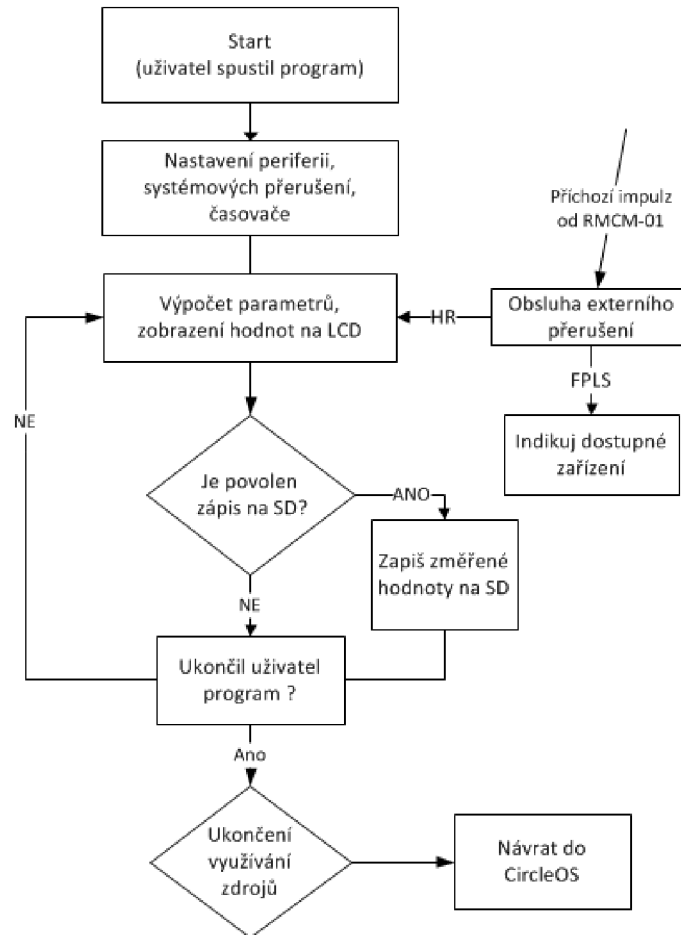 Start
(uživatel spustil program)
Nastavení periferii,
systémových přerušení,
časovače
Příchozí impulz
od RMCM-01
Výpočet parametrů,
zobrazení hodnot na LCD
HR
Obsluha externího
přerušení
FPLS
Indikuj dostupné
zařízení
NE
Je povolen
zápis na SD?
ANO
Zapiš změřené
hodnoty na SD
NE
Ukončil uživatel
program ?
Ano
Ukončení
využívání
zdrojů
Návrat do
CircleOS